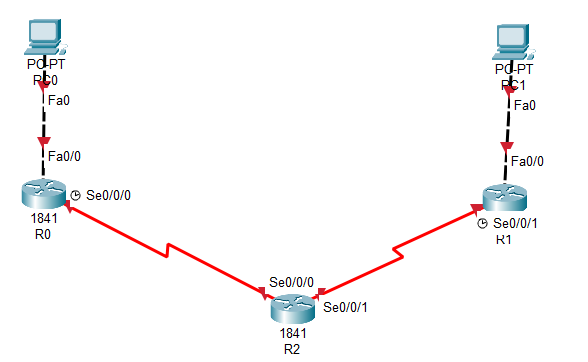 PC-PT
PC0
Fa0
Fa0/0
Se0/0/0
1841
R0
PC-PT
PC1
Fa0
Fa0/0
Se0/0/1
R1
Se0/0/0
Se0/0/1
1841
R2